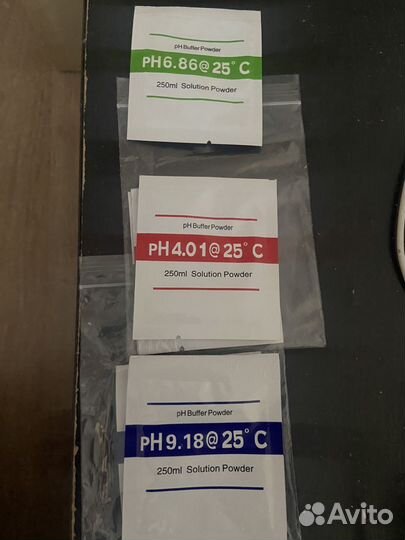 pH Buffer Powder
pH6.86@ 25°C
250ml Solution Powder
pH Buffer Powder
pH4.01@ 25°C
250ml Solution Powder
pH Buffer Powder
pH9.18@ 25°C
250ml Solution Powder
Avito